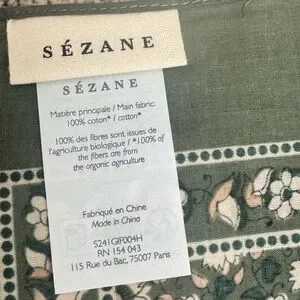 SÉZANE
SÉZANE
Matière principale / Main fabric:
100% coton* / cotton*
100% des fibres sont issues de
l'agriculture biologique / *100% of
the fibers are from
the organic agriculture
Fabriqué en Chine
Made in China
S241GIF004H
RN 154 043
115 Rue du Bac, 75007 Paris